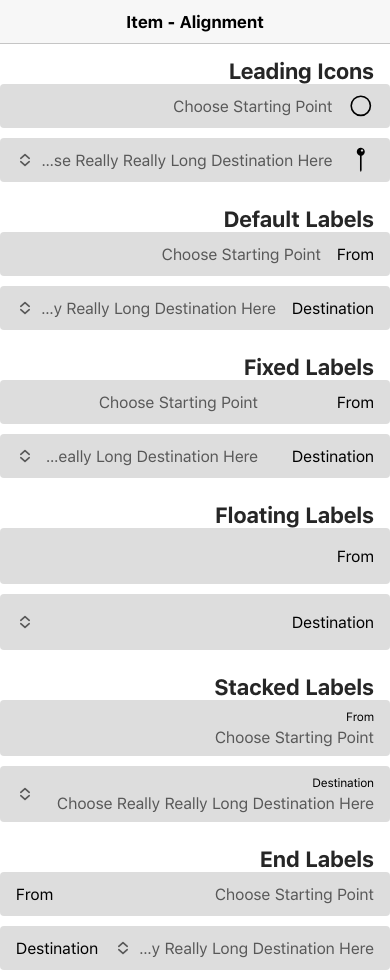 Item - Alignment
Leading Icons
Choose Starting Point
...se Really Really Long Destination Here
Default Labels
From Choose Starting Point
Destination ...y Really Long Destination Here
Fixed Labels
From Choose Starting Point
Destination ...eally Long Destination Here
Floating Labels
From
Destination
Stacked Labels
From
Choose Starting Point
Destination
Choose Really Really Long Destination Here
End Labels
Choose Starting Point From
...y Really Long Destination Here Destination